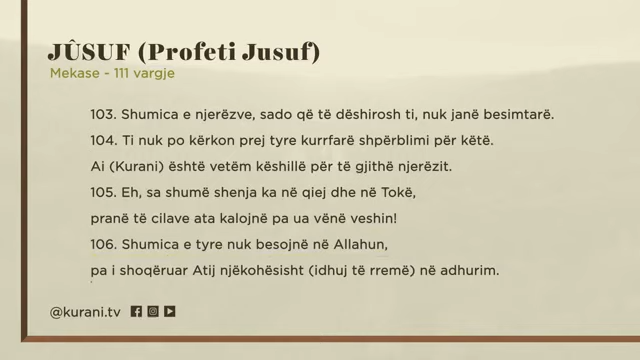 JÛSUF (Profeti Jusuf)
Mekase - 111 vargje
103. Shumica e njerëzve, sado që të dëshirosh ti, nuk janë besimtarë.
104. Ti nuk po kërkon prej tyre kurrfarë shpërblimi për këtë.
Ai (Kurani) është vetëm këshillë për të gjithë njerëzit.
105. Eh, sa shumë shenja ka në qiej dhe në Tokë,
pranë të cilave ata kalojnë pa ua vënë veshin!
106. Shumica e tyre nuk besojnë në Allahun,
pa i shoqëruar Atij njëkohësisht (idhuj të rremë) në adhurim.
@kurani.tv